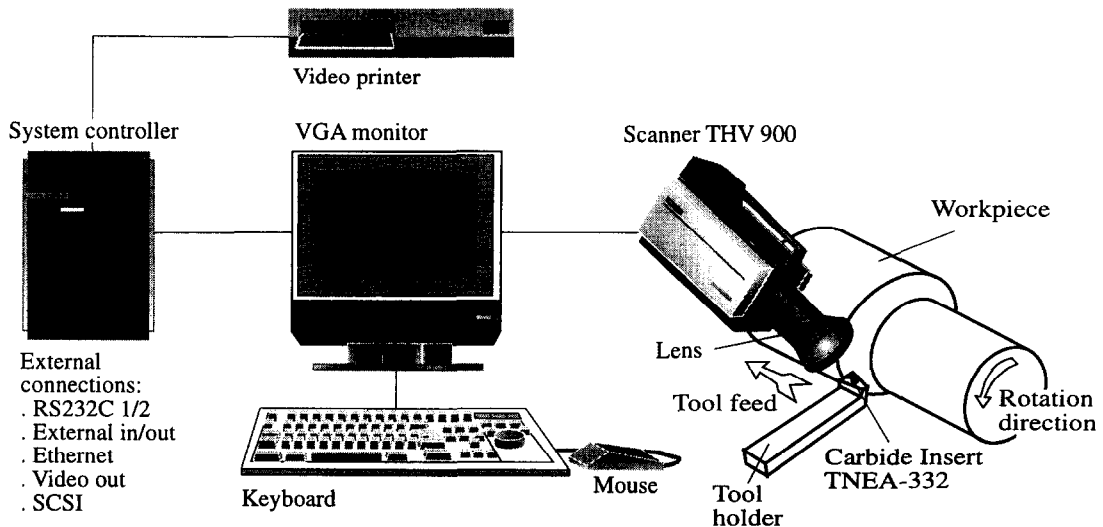 Video printer
System controller
VGA monitor
Scanner THV 900
Workpiece
Lens
Tool feed
Rotation
direction
Carbide Insert
TNEA-332
Tool
holder
External
connections:
. RS232C 1/2
. External in/out
. Ethernet
. Video out
. SCSI
Keyboard
Mouse